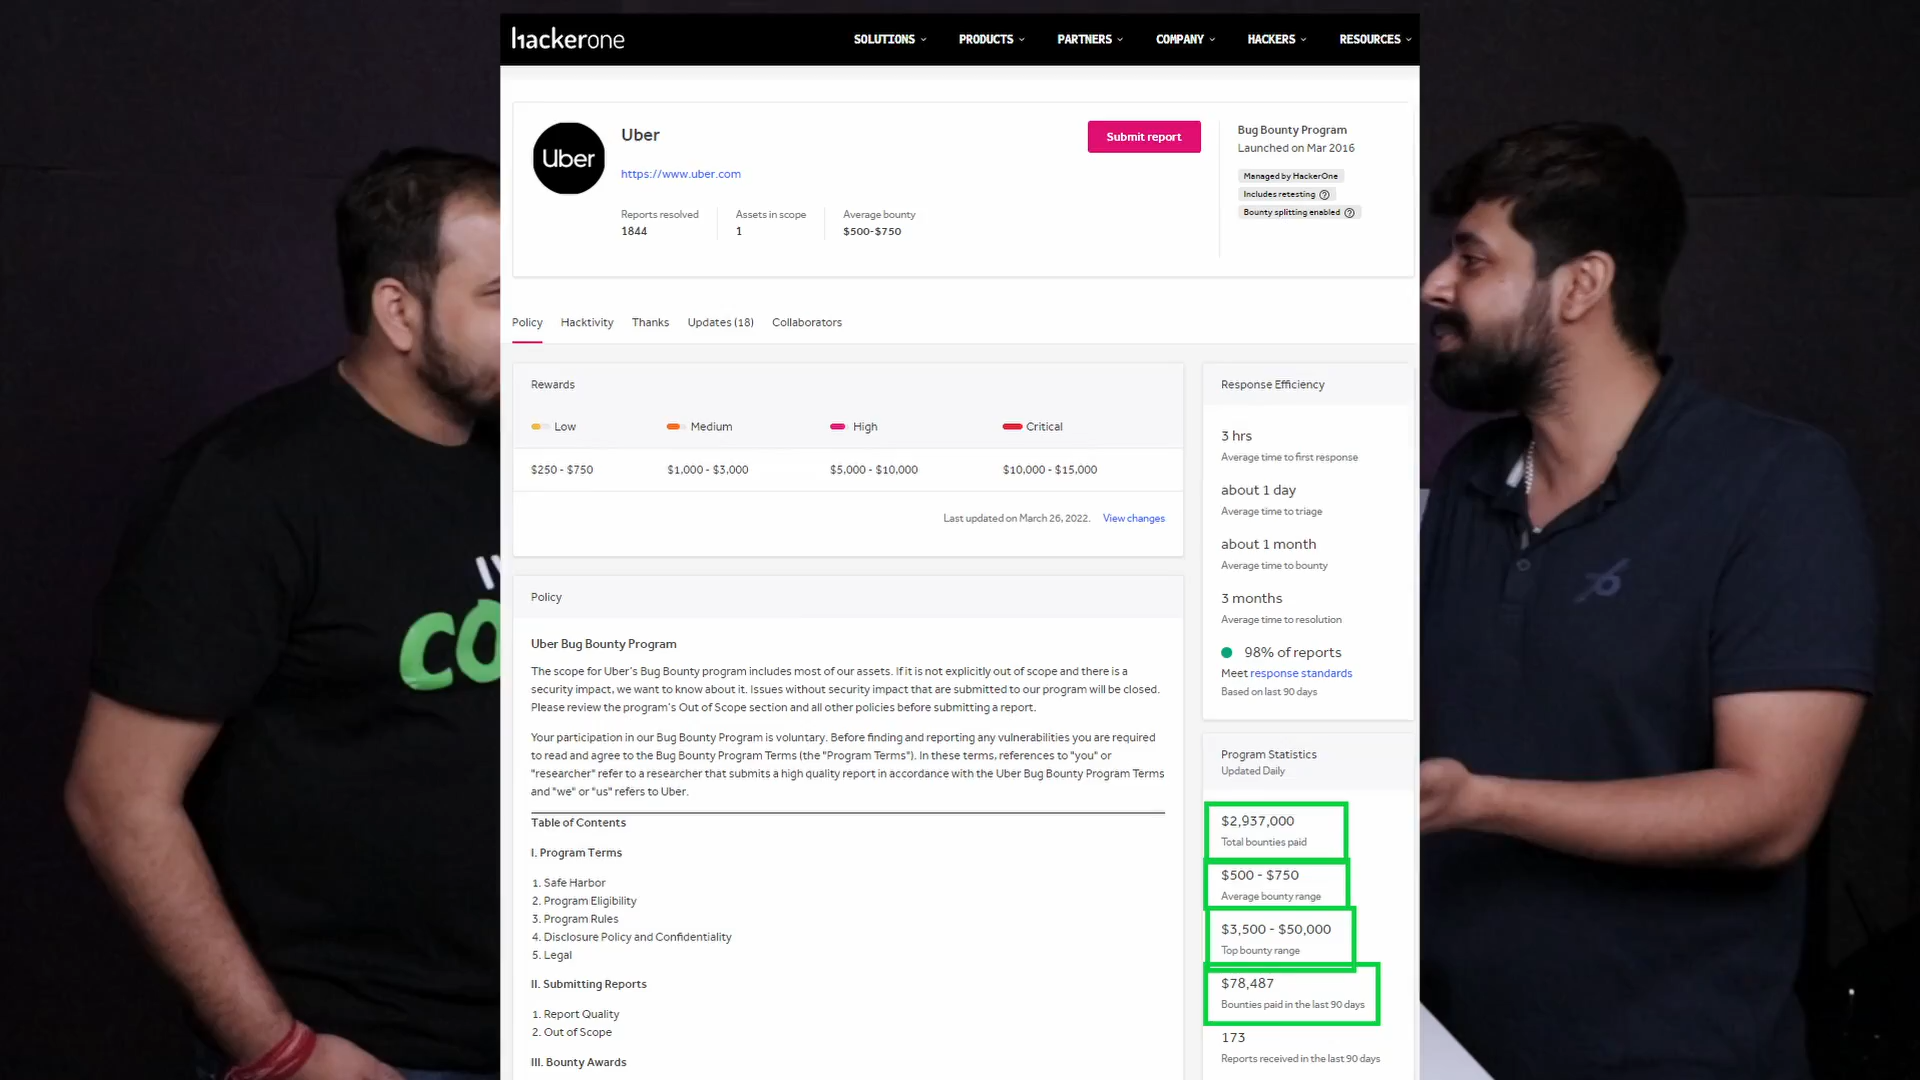 hackerone
SOLUTIONS PRODUCTS PARTNERS COMPANY HACKERS RESOURCES
Uber
Uber
https://www.uber.com
Reports resolved
1844
Assets in scope
1
Average bounty
$500-$750
Submit report
Bug Bounty Program
Launched on Mar 2016
Managed by HackerOne
Includes retesting
Bounty splitting enabled
Policy Hacktivity Thanks Updates (18) Collaborators
Rewards
Low Medium High Critical
$250 - $750 $1,000 - $3,000 $5,000 - $10,000 $10,000 - $15,000
Last updated on March 26, 2022. View changes
Policy
Uber Bug Bounty Program
The scope for Uber's Bug Bounty program includes most of our assets. If it is not explicitly out of scope and there is a
security impact, we want to know about it. Issues without security impact that are submitted to our program will be closed.
Please review the program's Out of Scope section and all other policies before submitting a report.
Your participation in our Bug Bounty Program is voluntary. Before finding and reporting any vulnerabilities you are required
to read and agree to the Bug Bounty Program Terms (the "Program Terms"). In these terms, references to "you" or
"researcher" refer to a researcher that submits a high quality report in accordance with the Uber Bug Bounty Program Terms
and "we" or "us" refers to Uber.
Table of Contents
I. Program Terms
1. Safe Harbor
2. Program Eligibility
3. Program Rules
4. Disclosure Policy and Confidentiality
5. Legal
II. Submitting Reports
1. Report Quality
2. Out of Scope
III. Bounty Awards
Response Efficiency
3 hrs
Average time to first response
about 1 day
Average time to triage
about 1 month
Average time to bounty
3 months
Average time to resolution
98% of reports
Meet response standards
Based on last 90 days
Program Statistics
Updated Daily
$2,937,000
Total bounties paid
$500 - $750
Average bounty range
$3,500 - $50,000
Top bounty range
$78,487
Bounties paid in the last 90 days
173
Reports received in the last 90 days
CO